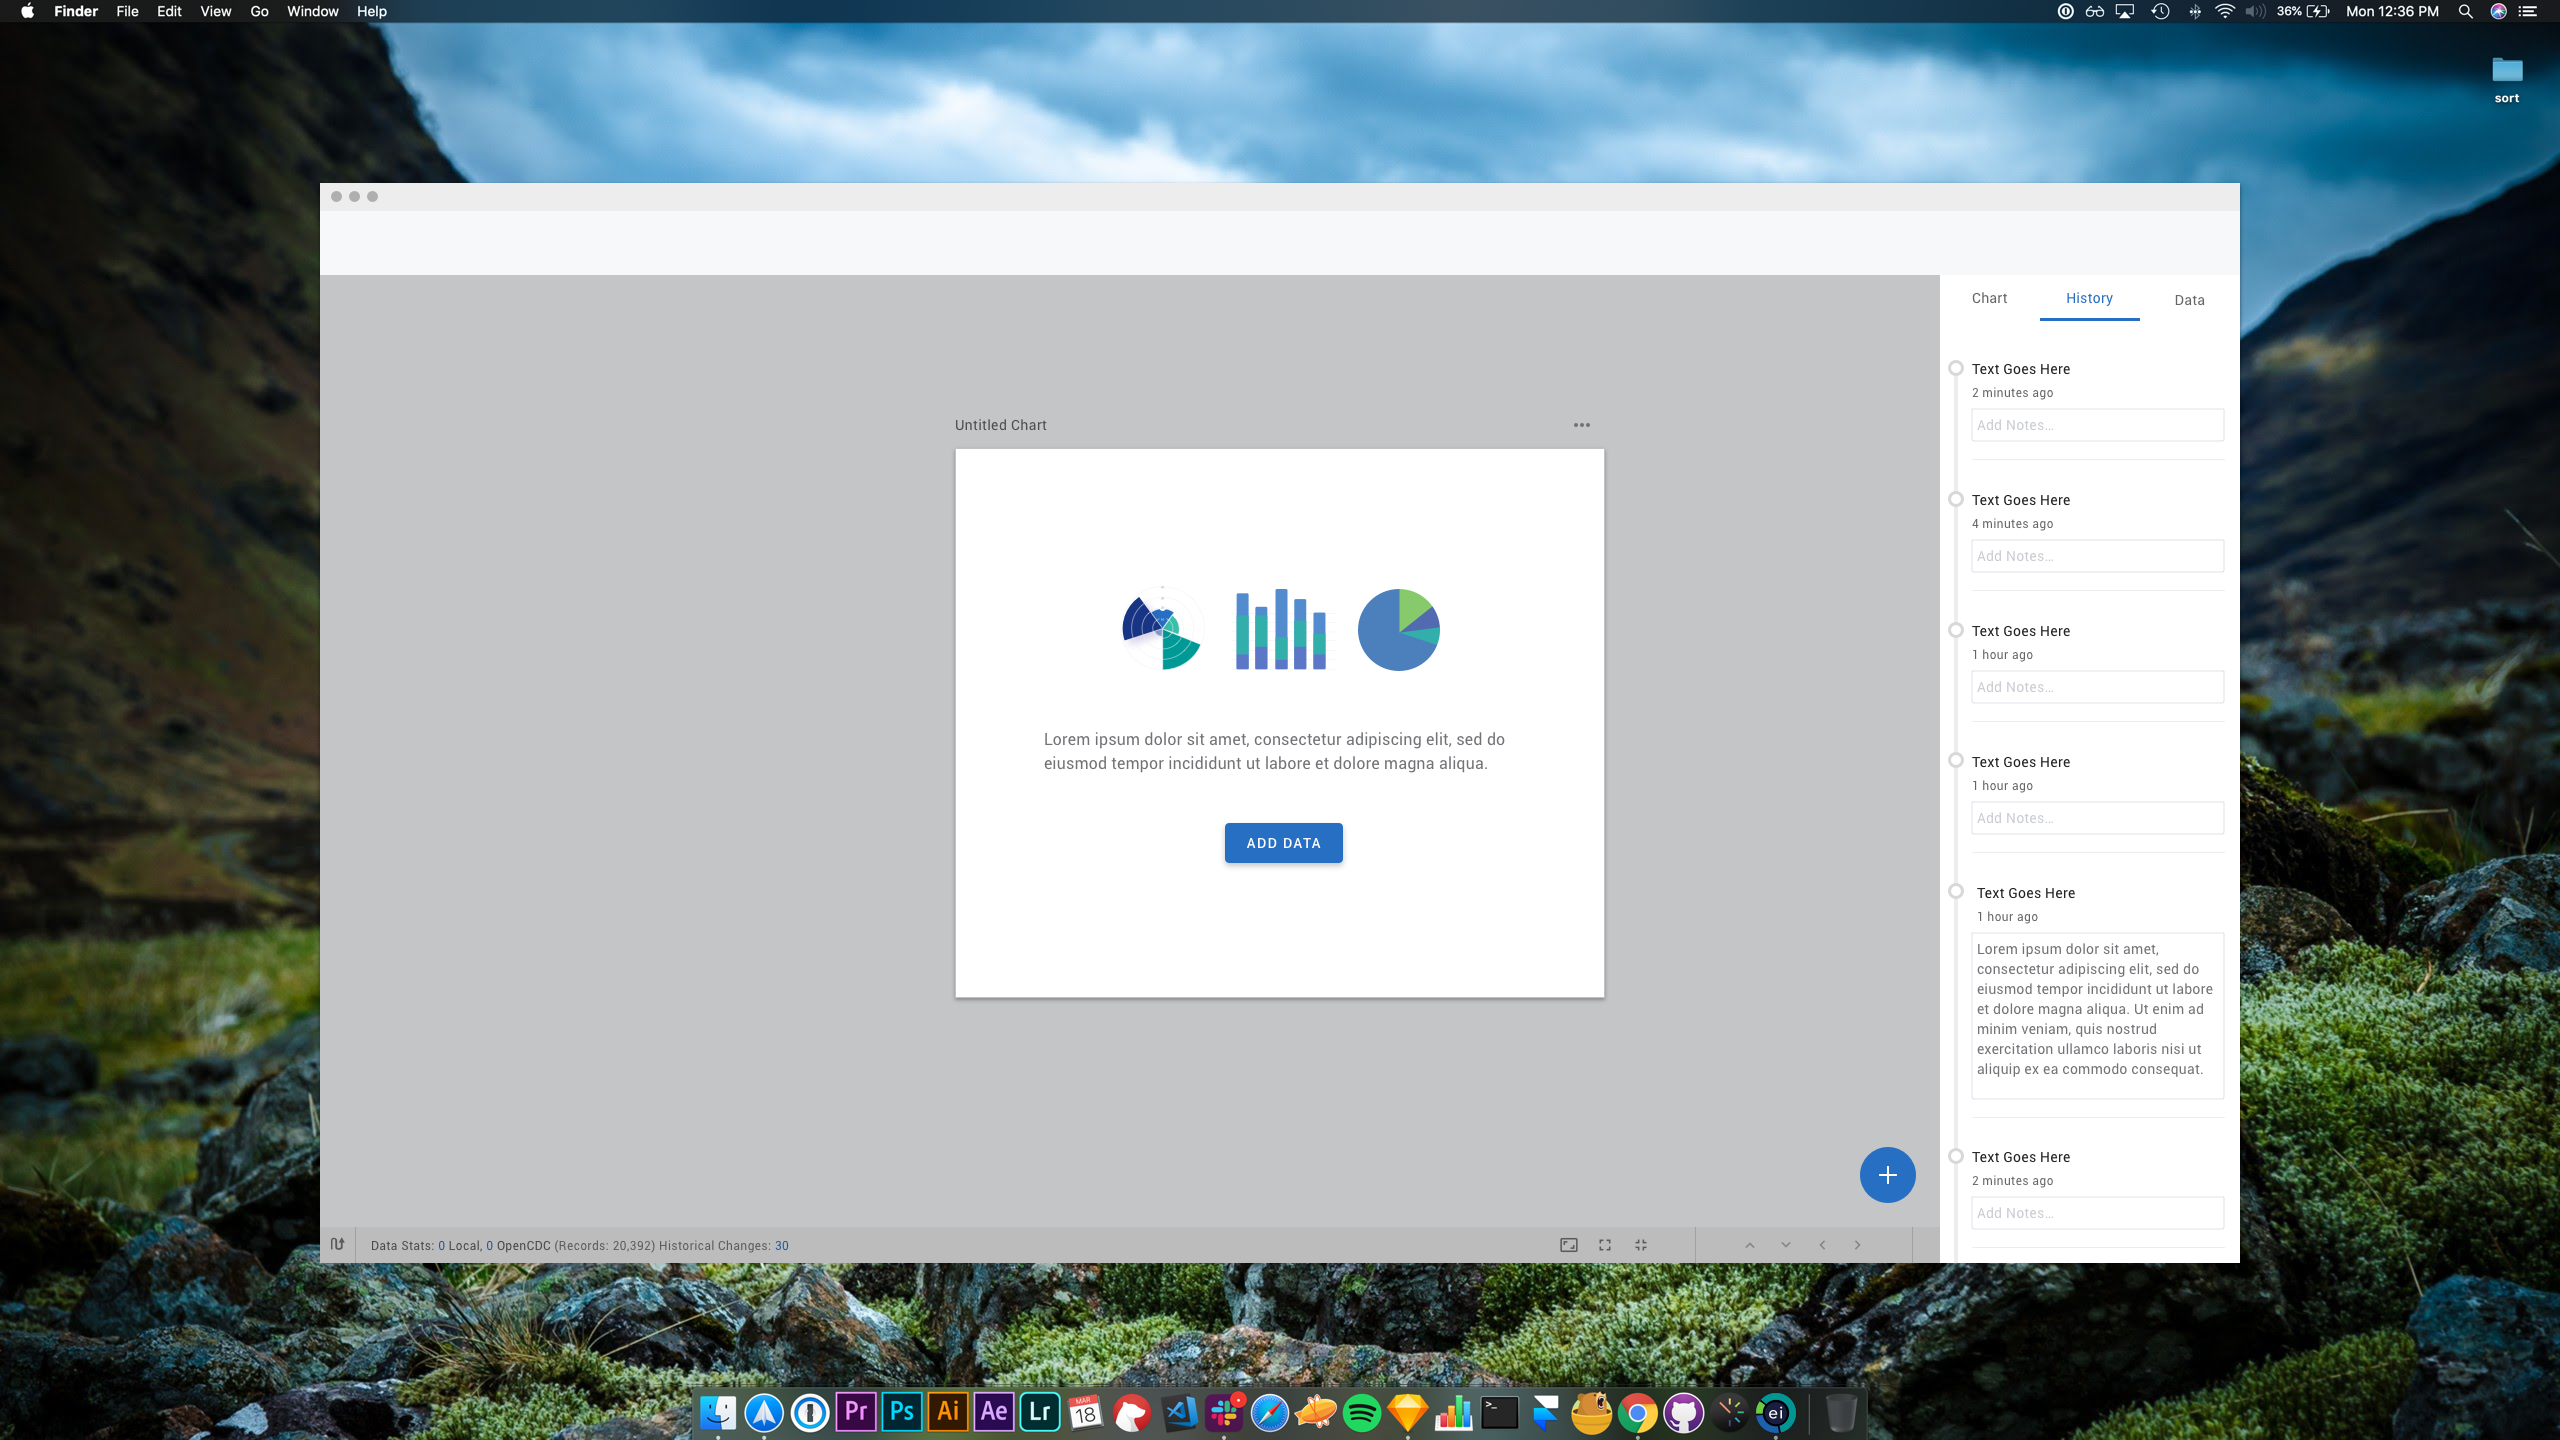 Finder File Edit View Go Window Help
36% Mon 12:36 PM
sort
Chart History Data
Untitled Chart
Lorem ipsum dolor sit amet, consectetur adipiscing elit, sed do
eiusmod tempor incididunt ut labore et dolore magna aliqua.
ADD DATA
Text Goes Here
2 minutes ago
Add Notes...
Text Goes Here
4 minutes ago
Add Notes...
Text Goes Here
1 hour ago
Add Notes...
Text Goes Here
1 hour ago
Add Notes...
Text Goes Here
1 hour ago
Lorem ipsum dolor sit amet,
consectetur adipiscing elit, sed do
eiusmod tempor incididunt ut labore
et dolore magna aliqua. Ut enim ad
minim veniam, quis nostrud
exercitation ullamco laboris nisi ut
aliquip ex ea commodo consequat.
Text Goes Here
2 minutes ago
Add Notes...
Data Stats: 0 Local, 0 OpenCDC (Records: 20,392) Historical Changes: 30
Pr Ps Ai Ae Lr MAR 18 ei